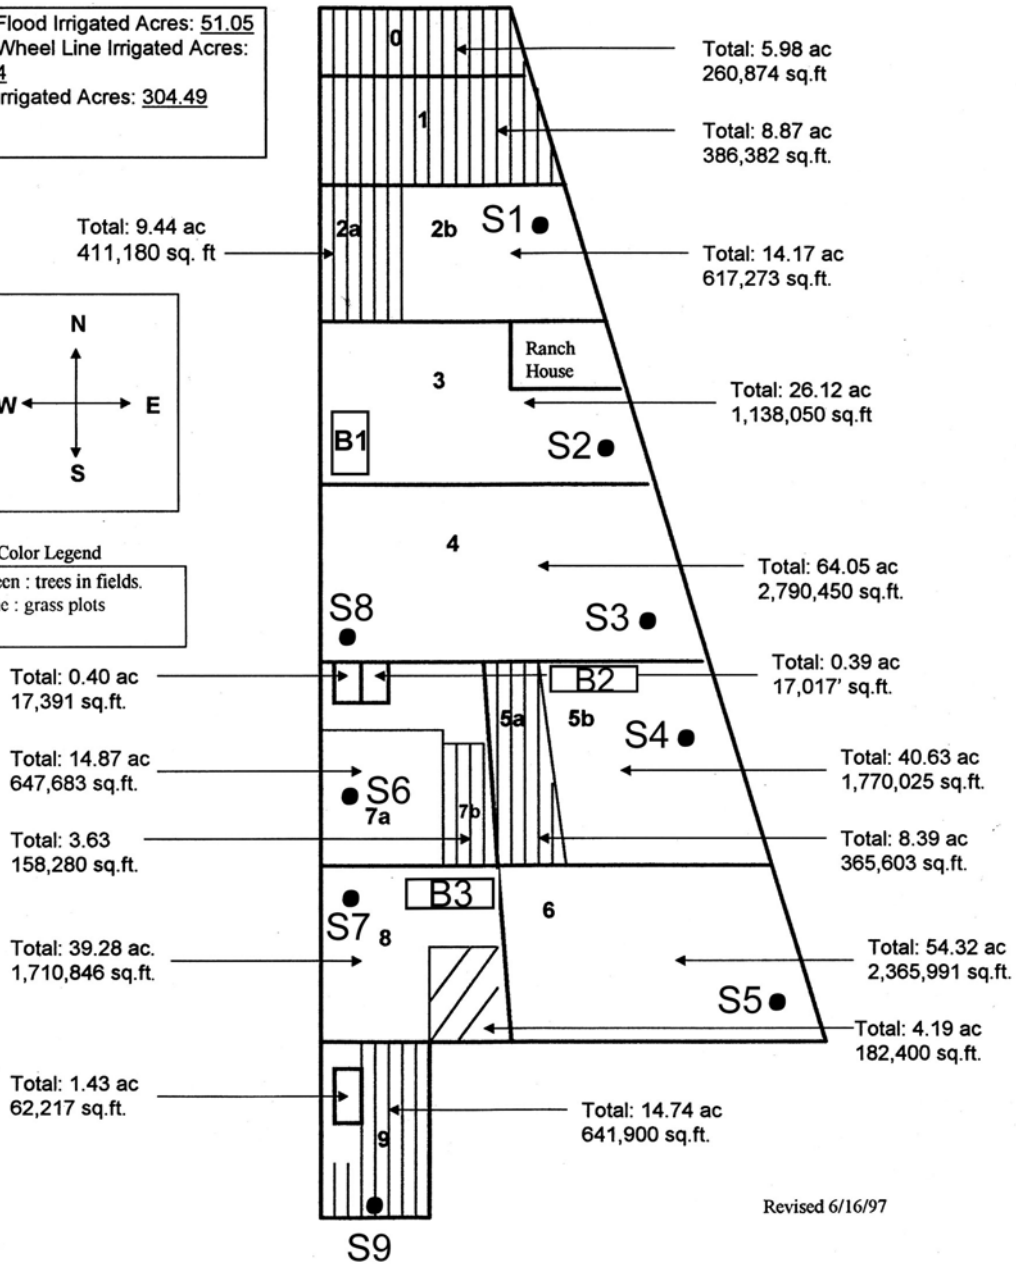 Flood Irrigated Acres: 51.05
Wheel Line Irrigated Acres:
4
rrigated Acres: 304.49
0
Total: 5.98 ac
260,874 sq.ft
1
Total: 8.87 ac
386,382 sq.ft.
Total: 9.44 ac
411,180 sq. ft
2a
2b
S1
Total: 14.17 ac
617,273 sq.ft.
N
W
E
S
3
Ranch
House
B1
S2
Total: 26.12 ac
1,138,050 sq.ft
Color Legend
een : trees in fields.
e : grass plots
4
S8
S3
Total: 64.05 ac
2,790,450 sq.ft.
Total: 0.40 ac
17,391 sq.ft.
Total: 0.39 ac
17,017’ sq.ft.
5a
B2
5b
S4
Total: 14.87 ac
647,683 sq.ft.
S6
7a
7b
Total: 40.63 ac
1,770,025 sq.ft.
Total: 3.63
158,280 sq.ft.
Total: 8.39 ac
365,603 sq.ft.
B3
S7
8
6
Total: 39.28 ac.
1,710,846 sq.ft.
Total: 54.32 ac
2,365,991 sq.ft.
S5
Total: 4.19 ac
182,400 sq.ft.
Total: 1.43 ac
62,217 sq.ft.
9
Total: 14.74 ac
641,900 sq.ft.
S9
Revised 6/16/97